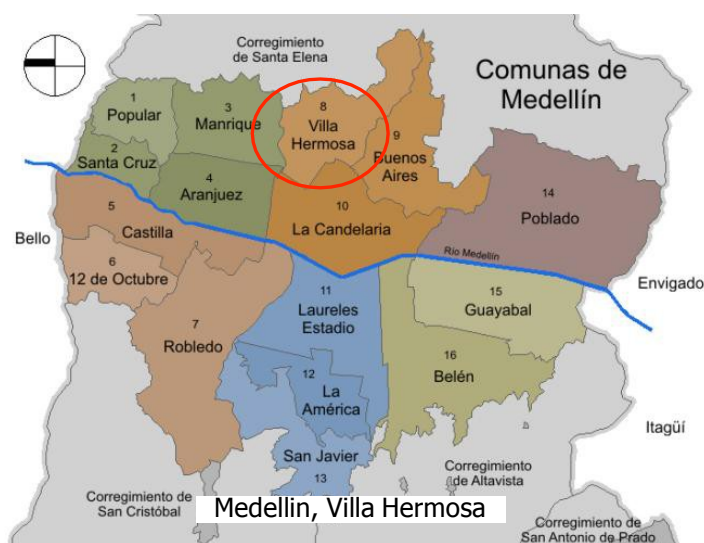 Corregimiento
de Santa Elena
Comunas de
Medellín
1
Popular
3
Manrique
8
Villa
Hermosa
9
Buenos
Aires
2
Santa Cruz
4
Aranjuez
14
Poblado
5
Castilla
10
La Candelaria
Bello
Río Medellín
6
12 de Octubre
Envigado
11
Laureles
Estadio
15
Guayabal
7
Robledo
16
Belén
12
La
América
Itagüí
San Javier
13
Corregimiento
de Altavista
Corregimiento de
San Cristóbal
Medellin, Villa Hermosa
Corregimiento de
San Antonio de Prado